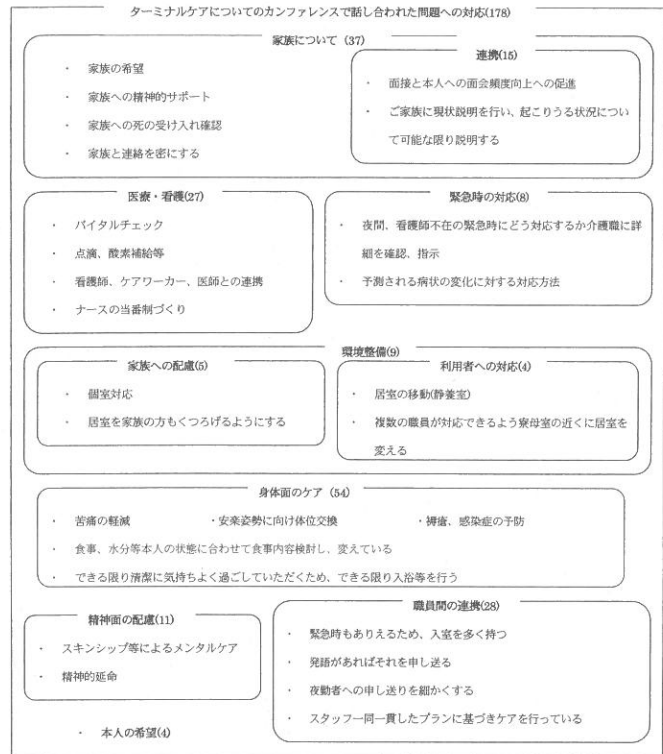 ターミナルケアについてのカンファレンスで話し合われた問題への対応(178)
家族について (37)
・ 家族の希望
・ 家族への精神的サポート
・ 家族への死の受け入れ確認
・ 家族と連絡を密にする
連携(15)
・ 面接と本人への面会頻度向上への促進
・ ご家族に現状説明を行い、起こりうる状況につい
て可能な限り説明する
医療・看護(27)
・ バイタルチェック
・ 点滴、酸素補給等
・ 看護師、ケアワーカー、医師との連携
・ ナースの当番制づくり
緊急時の対応(8)
・ 夜間、看護師不在の緊急時にどう対応するか介護職に詳
細を確認、指示
・ 予測される病状の変化に対する対応方法
環境整備(9)
家族への配慮(5)
・ 個室対応
・ 居室を家族の方もくつろげるようにする
利用者への対応(4)
・ 居室の移動(静養室)
・ 複数の職員が対応できるよう寮母室の近くに居室を
変える
身体面のケア (54)
・ 苦痛の軽減 ・安楽姿勢に向け体位交換 ・褥瘡、感染症の予防
・ 食事、水分等本人の状態に合わせて食事内容検討し、変えている
・ できる限り清潔に気持ちよく過ごしていただくため、できる限り入浴等を行う
精神面の配慮(11)
・ スキンシップ等によるメンタルケア
・ 精神的延命
職員間の連携(28)
・ 緊急時もありえるため、入室を多く持つ
・ 発語があればそれを申し送る
・ 夜勤者への申し送りを細かくする
・ スタッフ一同一貫したプランに基づきケアを行っている
・ 本人の希望(4)